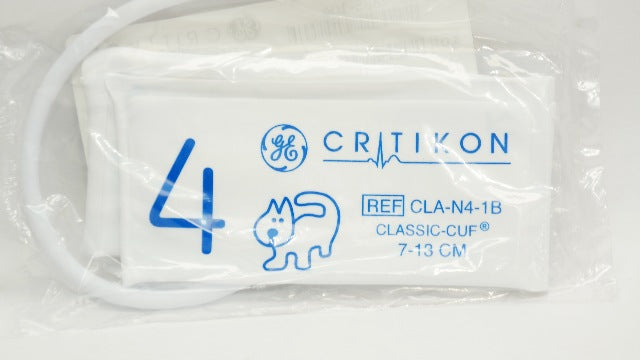 4
GE
CRITIKON
REF CLA-N4-1B
CLASSIC-CUF®
7-13 CM